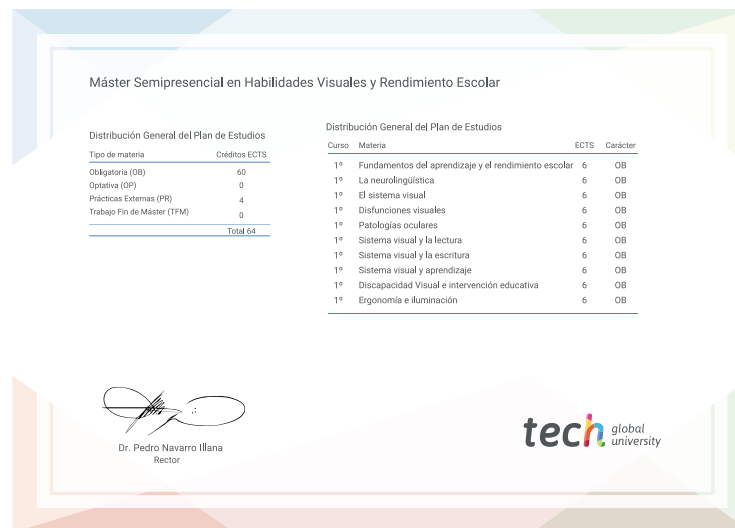 Máster Semipresencial en Habilidades Visuales y Rendimiento Escolar
Distribución General del Plan de Estudios
Tipo de materia Créditos ECTS
Obligatoria (OB) 60
Optativa (OP) 0
Prácticas Externas (PR) 4
Trabajo Fin de Máster (TFM) 0
Total 64
Distribución General del Plan de Estudios
Curso Materia ECTS Carácter
1º Fundamentos del aprendizaje y el rendimiento escolar 6 OB
1º La neurolingüística 6 OB
1º El sistema visual 6 OB
1º Disfunciones visuales 6 OB
1º Patologías oculares 6 OB
1º Sistema visual y la lectura 6 OB
1º Sistema visual y la escritura 6 OB
1º Sistema visual y aprendizaje 6 OB
1º Discapacidad Visual e intervención educativa 6 OB
1º Ergonomía e iluminación 6 OB
Dr. Pedro Navarro Illana
Rector
tech global
university